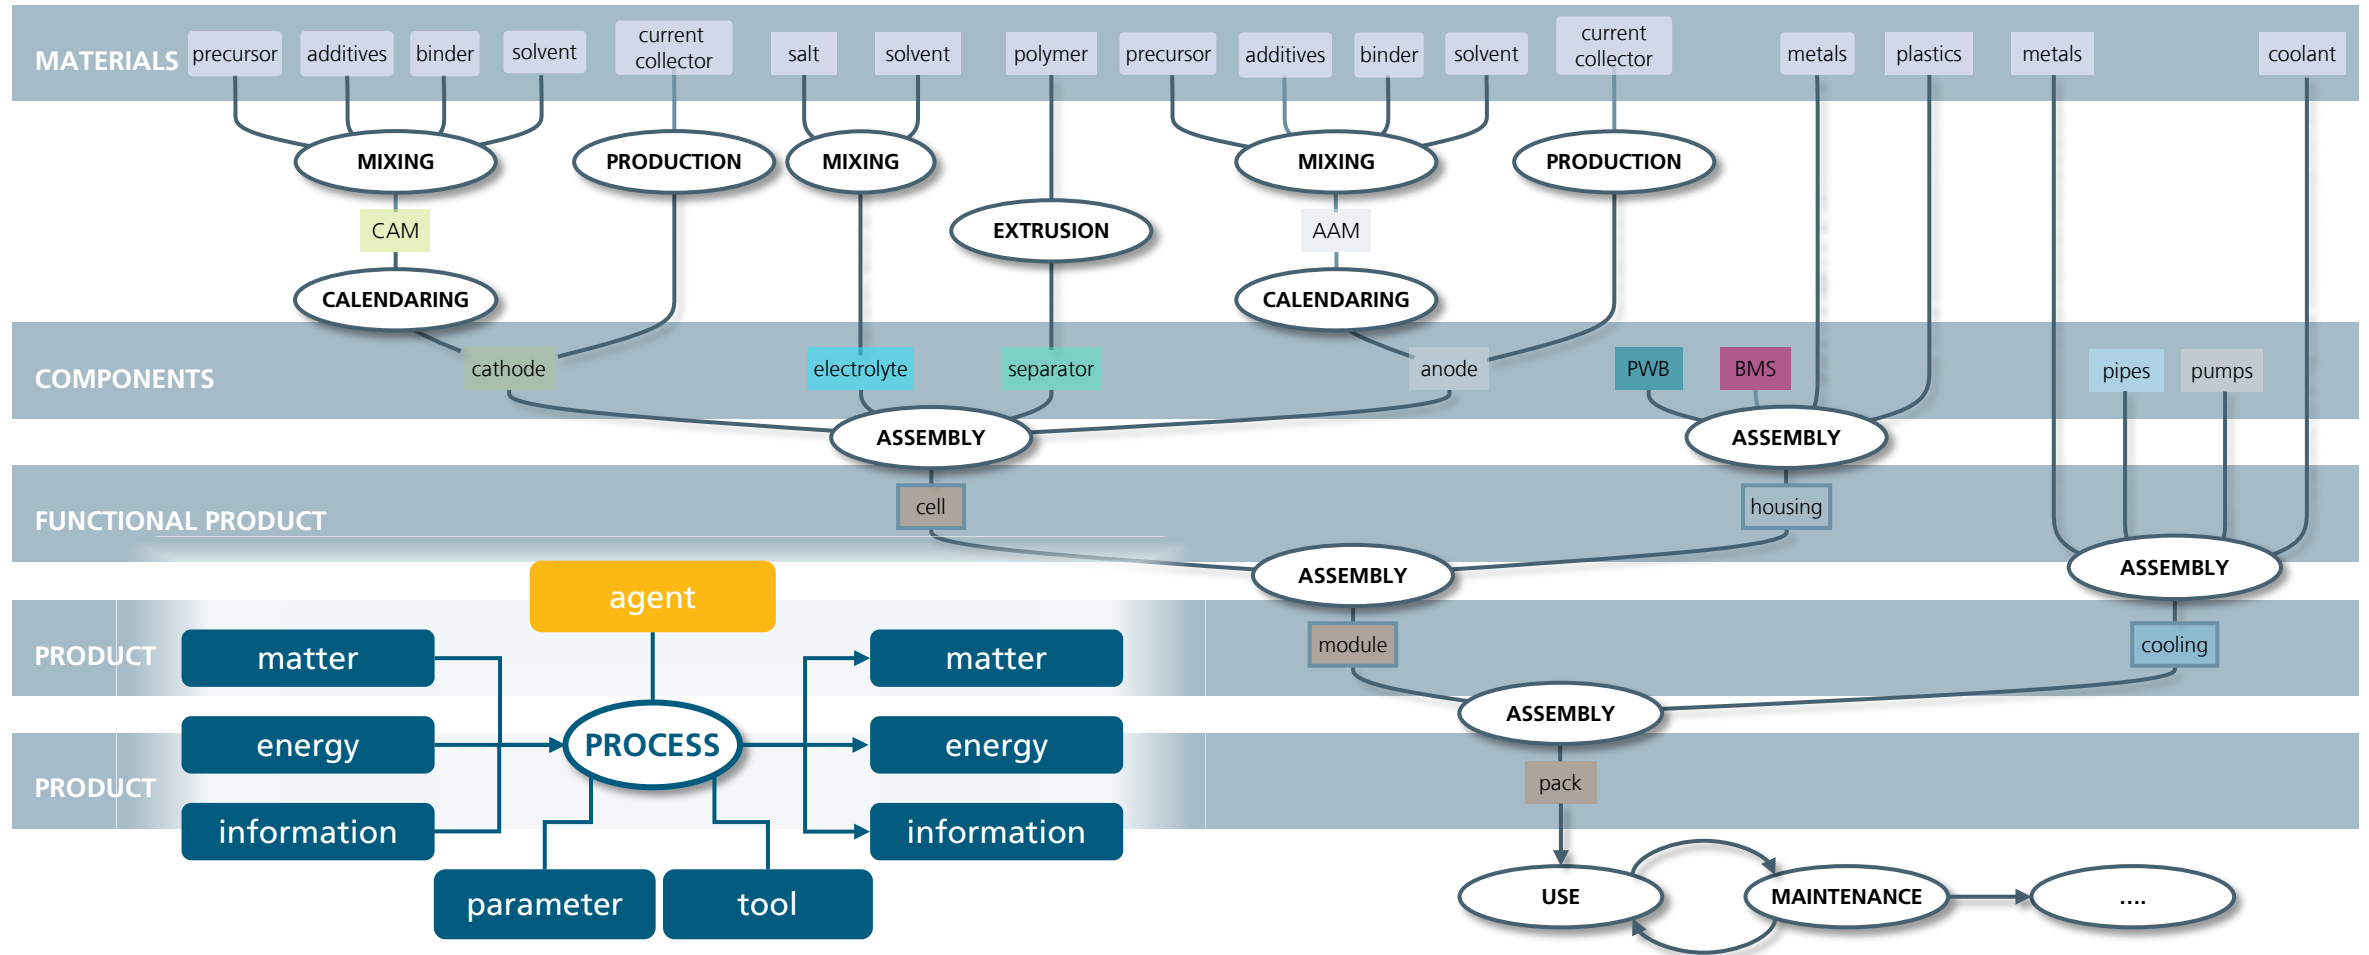 MATERIALS
precursor
additives
binder
solvent
current
collector
salt
solvent
polymer
precursor
additives
binder
solvent
current
collector
metals
plastics
metals
coolant
MIXING
PRODUCTION
MIXING
MIXING
PRODUCTION
CAM
EXTRUSION
AAM
CALENDARING
CALENDARING
COMPONENTS
cathode
electrolyte
separator
anode
PWB
BMS
pipes
pumps
ASSEMBLY
ASSEMBLY
FUNCTIONAL PRODUCT
cell
housing
ASSEMBLY
ASSEMBLY
agent
PRODUCT
matter
matter
module
cooling
ASSEMBLY
energy
PROCESS
energy
PRODUCT
pack
information
information
parameter
tool
USE
MAINTENANCE
....